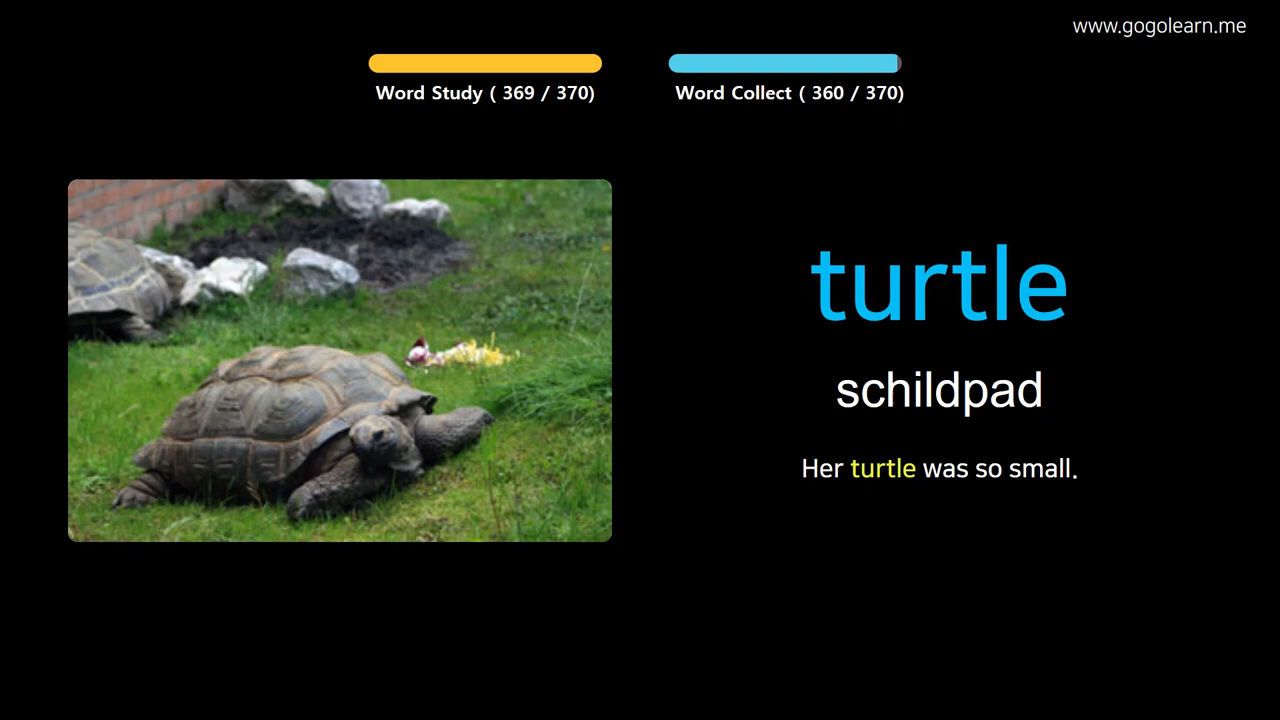 www.gogolearn.me
Word Study ( 369 / 370)
Word Collect ( 360 / 370)
turtle
schildpad
Her turtle was so small.